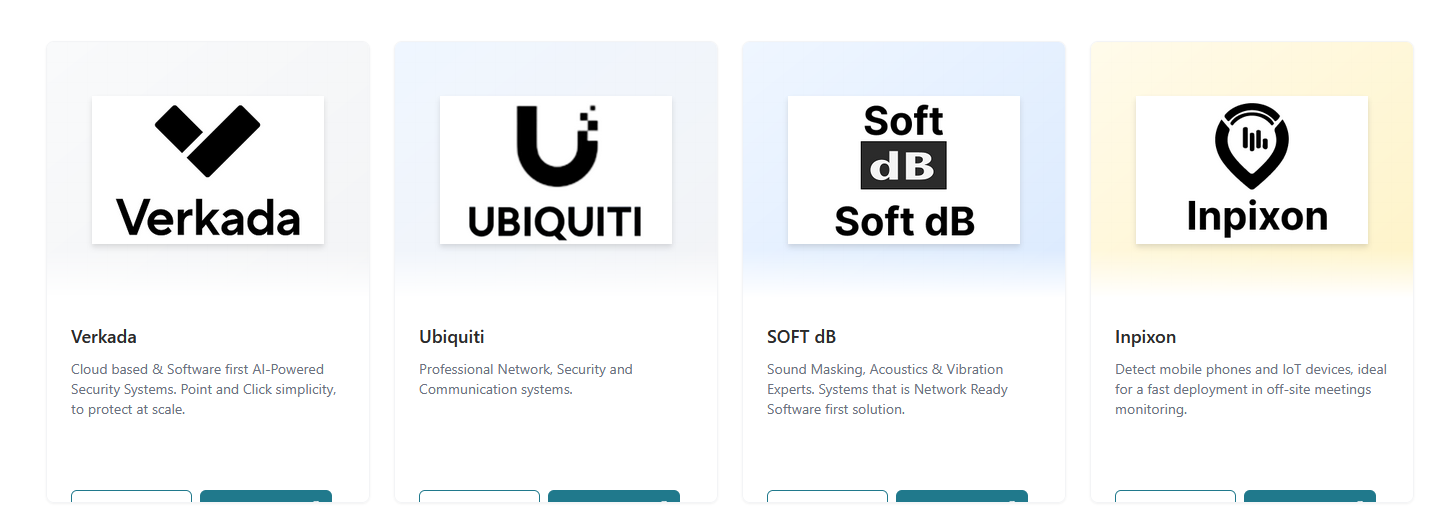 Verkada
UBIQUITI
Soft
dB
Soft dB
Inpixon
Verkada
Cloud based & Software first AI-Powered
Security Systems. Point and Click simplicity,
to protect at scale.
Ubiquiti
Professional Network, Security and
Communication systems.
SOFT dB
Sound Masking, Acoustics & Vibration
Experts. Systems that is Network Ready
Software first solution.
Inpixon
Detect mobile phones and IoT devices, ideal
for a fast deployment in off-site meetings
monitoring.